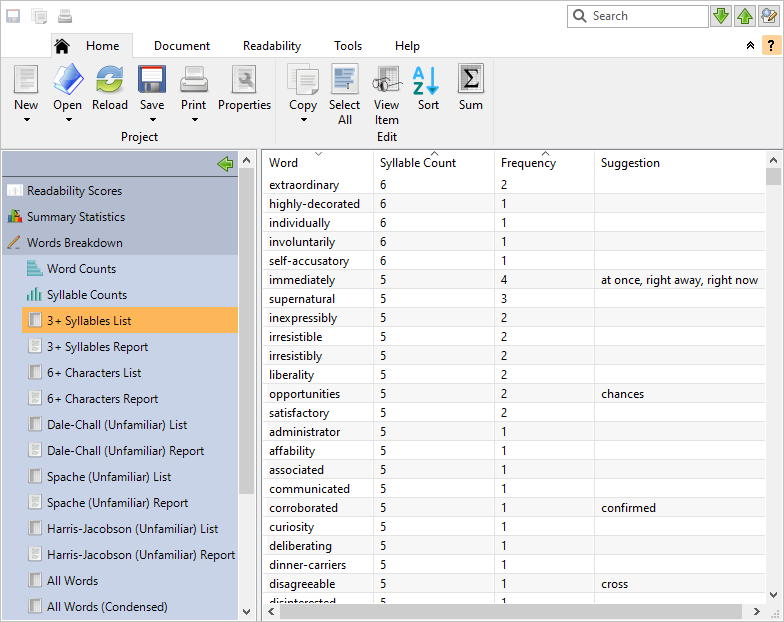 Search
Home Document Readability Tools Help
?
New Open Reload Save Print Properties Copy Select All View Item Sort Sum
Project Edit
Readability Scores
Summary Statistics
Words Breakdown
Word Counts
Syllable Counts
3+ Syllables List
3+ Syllables Report
6+ Characters List
6+ Characters Report
Dale-Chall (Unfamiliar) List
Dale-Chall (Unfamiliar) Report
Spache (Unfamiliar) List
Spache (Unfamiliar) Report
Harris-Jacobson (Unfamiliar) List
Harris-Jacobson (Unfamiliar) Report
All Words
All Words (Condensed)
Word Syllable Count Frequency Suggestion
extraordinary 6 2
highly-decorated 6 1
individually 6 1
involuntarily 6 1
self-accusatory 6 1
immediately 5 4 at once, right away, right now
supernatural 5 3
inexpressibly 5 2
irresistible 5 2
irresistibly 5 2
liberality 5 2
opportunities 5 2 chances
satisfactory 5 2
administrator 5 1
affability 5 1
associated 5 1
communicated 5 1
corroborated 5 1 confirmed
curiosity 5 1
deliberating 5 1
dinner-carriers 5 1
disagreeable 5 1 cross
disinterested 5 1